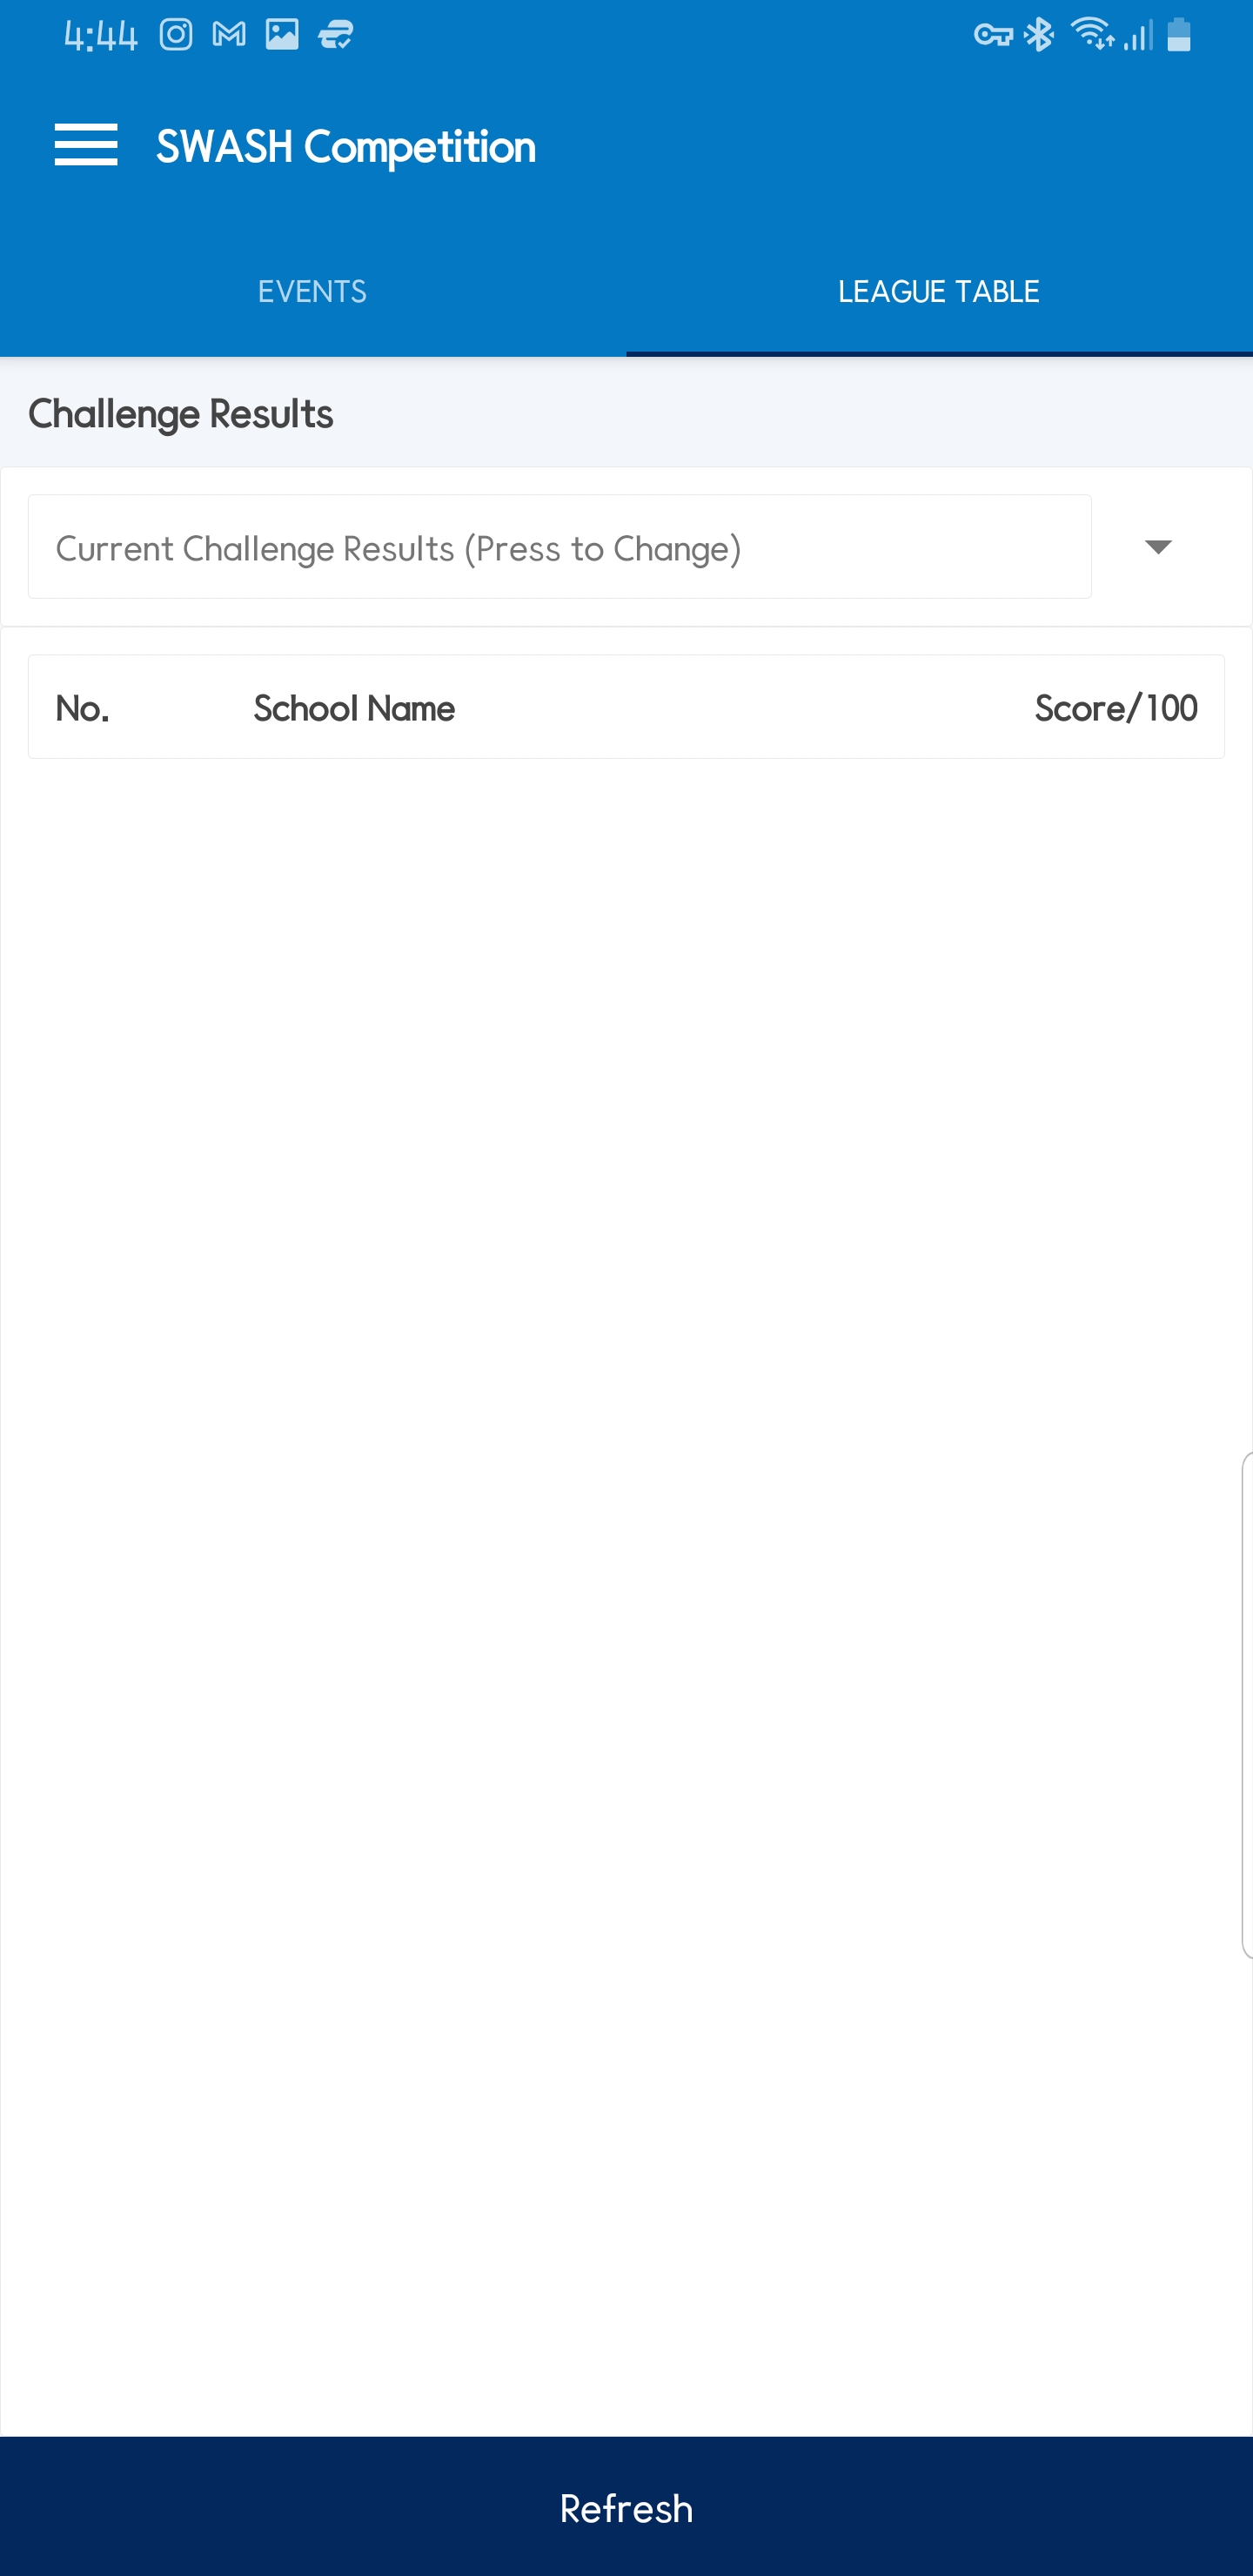 4:44
SWASH Competition
EVENTS
LEAGUE TABLE
Challenge Results
Current Challenge Results (Press to Change)
No. School Name Score/100
Refresh